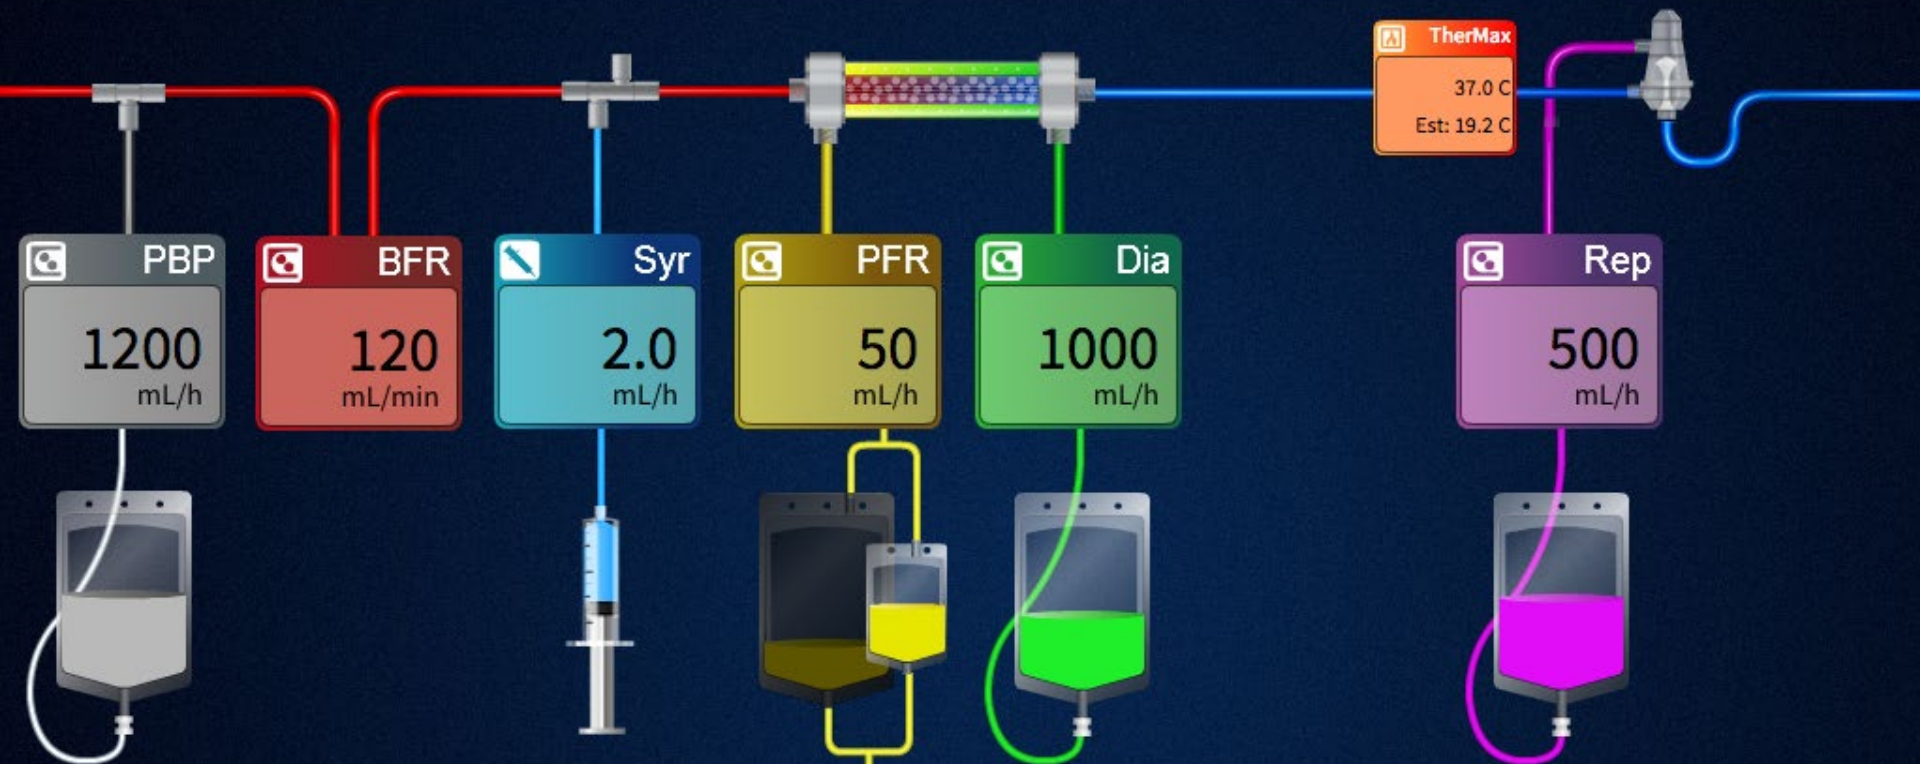 TherMax
37.0 C
Est: 19.2 C
PBP
1200
mL/h
BFR
120
mL/min
Syr
2.0
mL/h
PFR
50
mL/h
Dia
1000
mL/h
Rep
500
mL/h